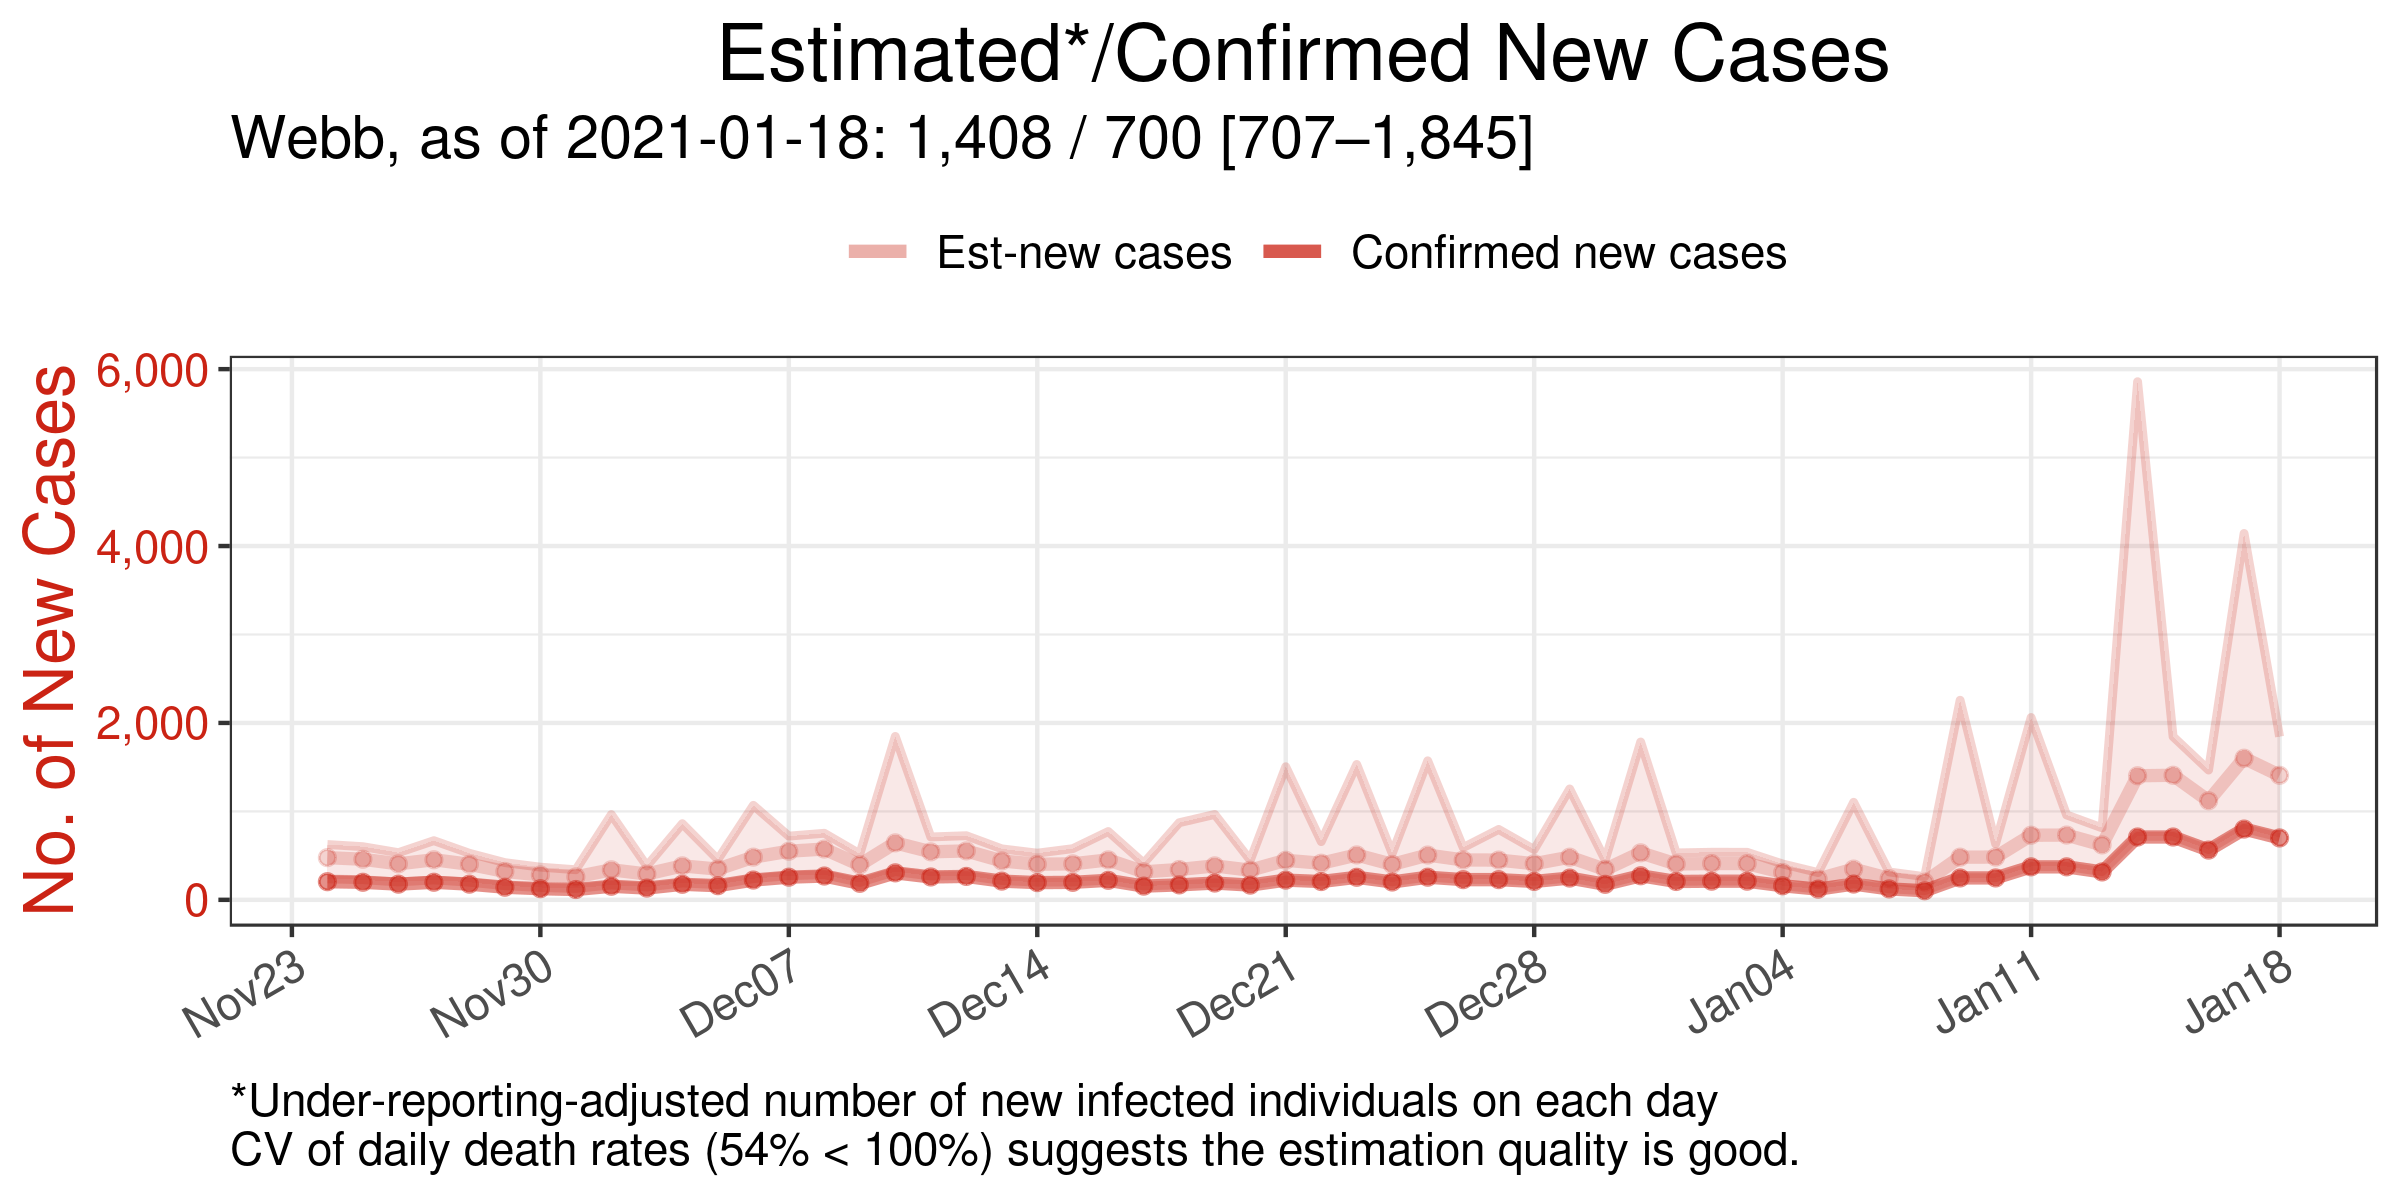 Estimated*/Confirmed New Cases
Webb, as of 2021-01-18: 1,408 / 700 [707–1,845]
Est-new cases Confirmed new cases
No. of New Cases
6,000
4,000
2,000
0
Nov23 Nov30 Dec07 Dec14 Dec21 Dec28 Jan04 Jan11 Jan18
*Under-reporting-adjusted number of new infected individuals on each day
CV of daily death rates (54% < 100%) suggests the estimation quality is good.